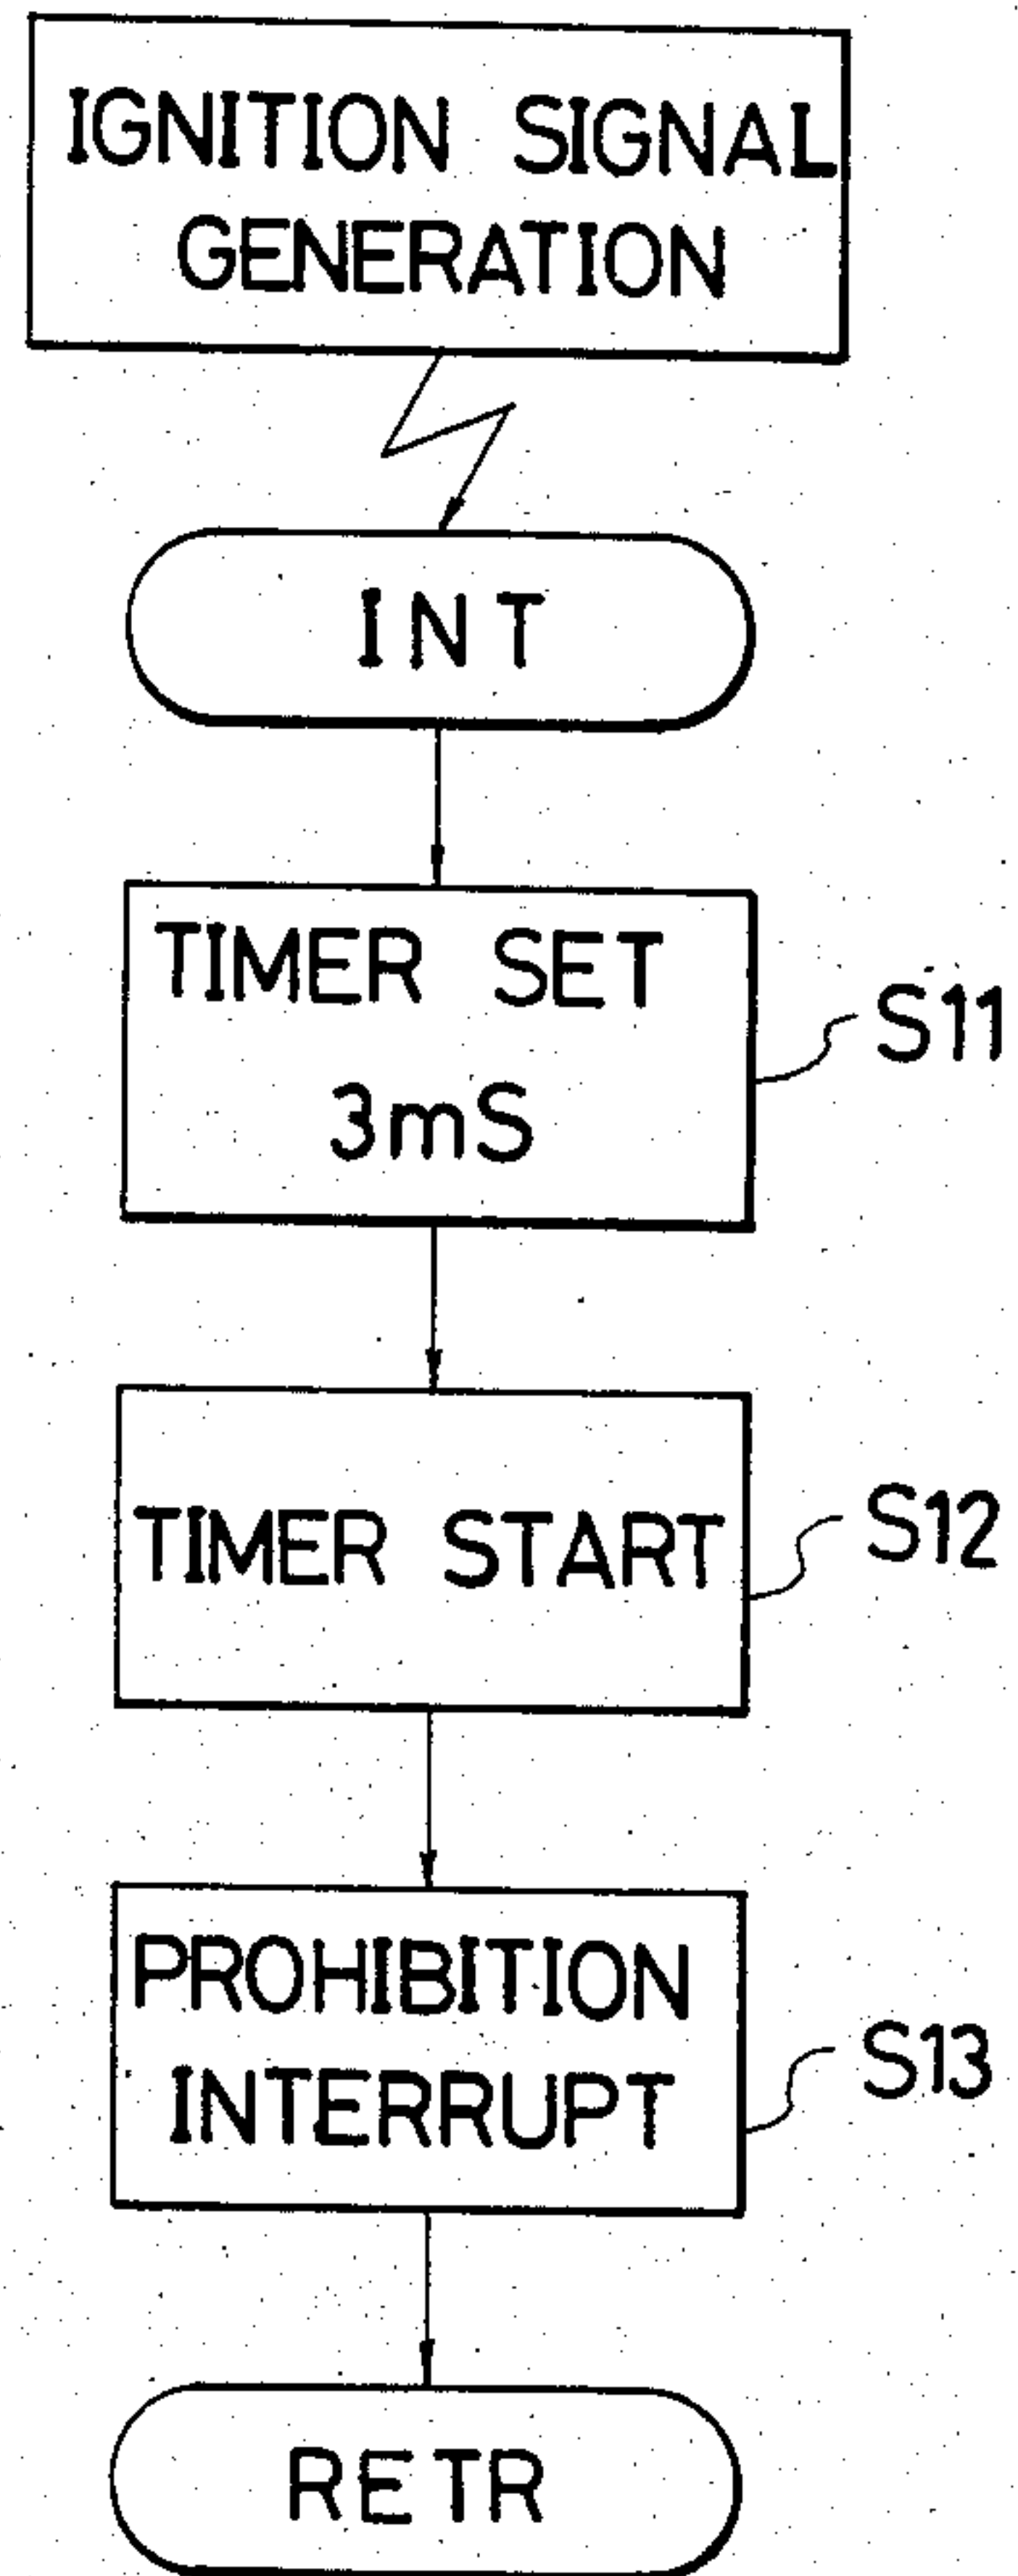 IGNITION SIGNAL
GENERATION
INT
TIMER SET
3mS
S11
TIMER START
S12
PROHIBITION
INTERRUPT
S13
RETR